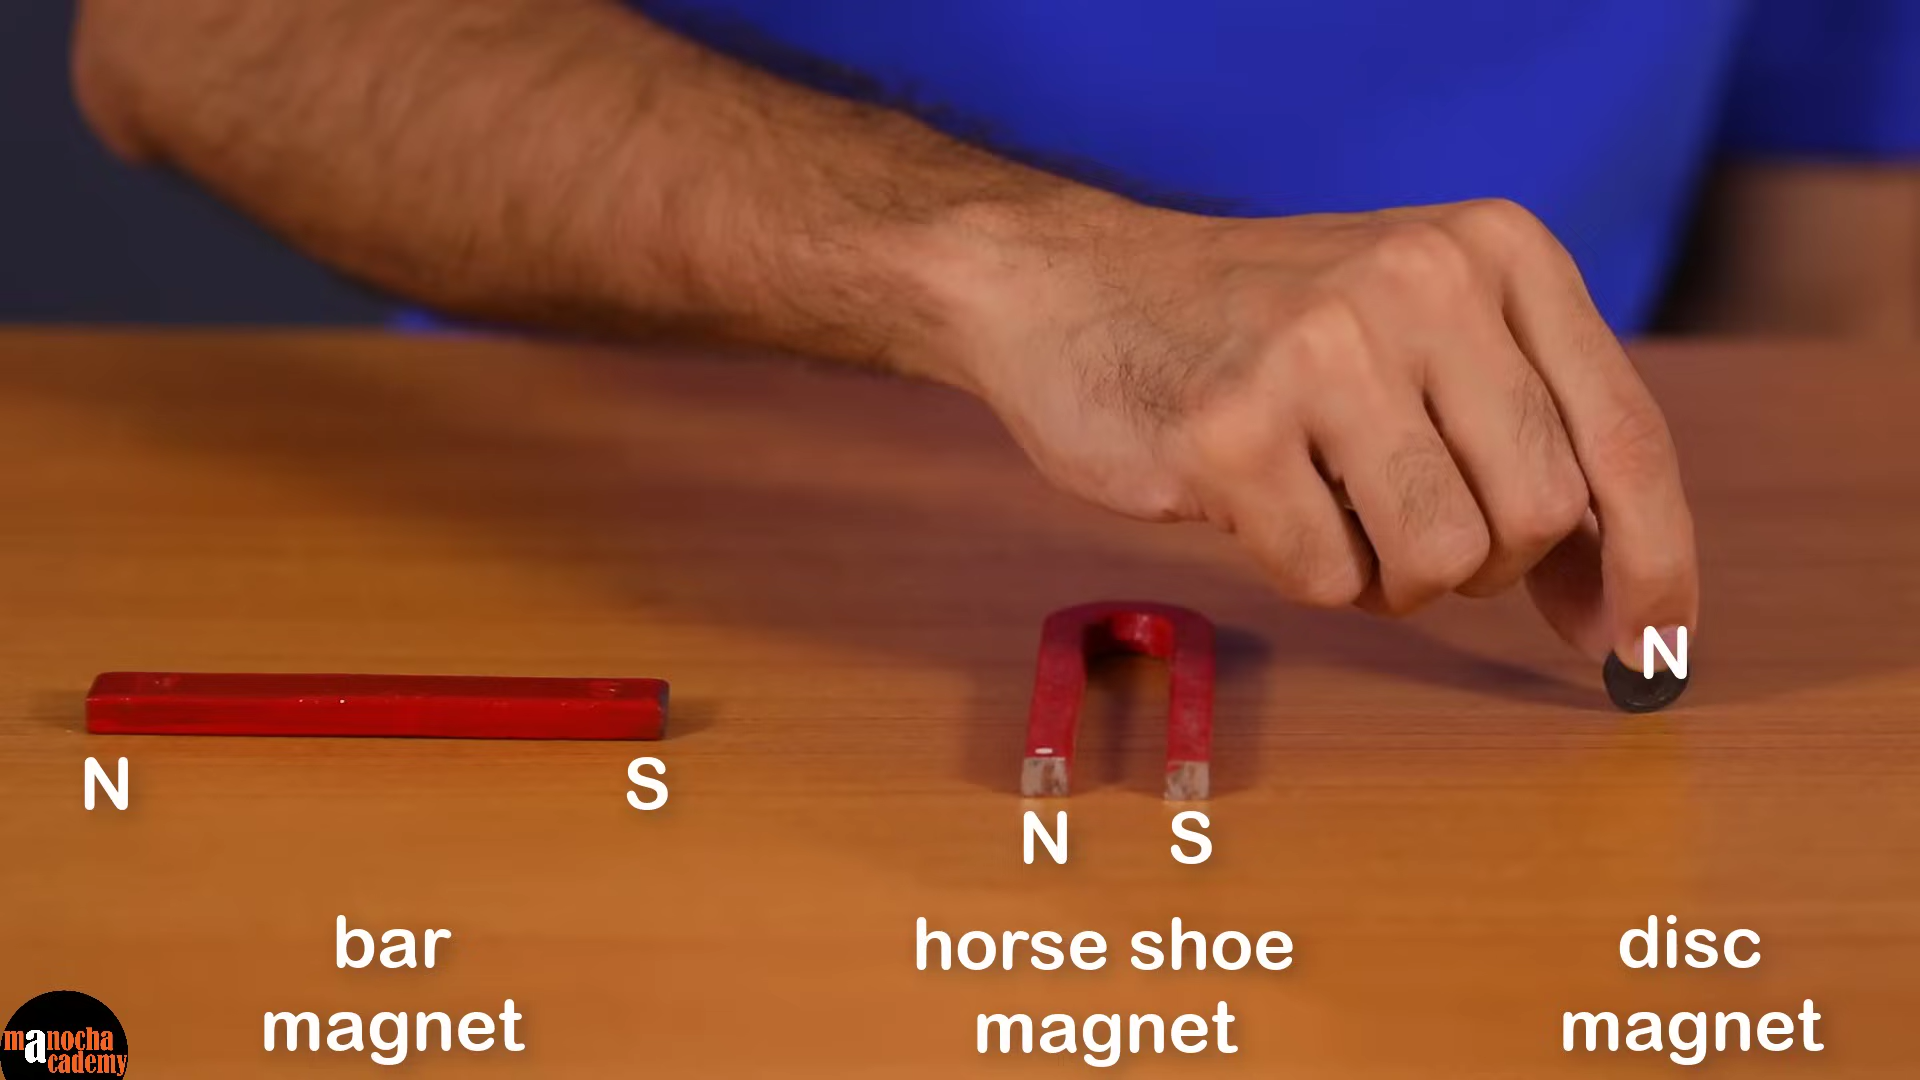 N
N
S
N
S
bar
magnet
horse shoe
magnet
disc
magnet
manocha
academy